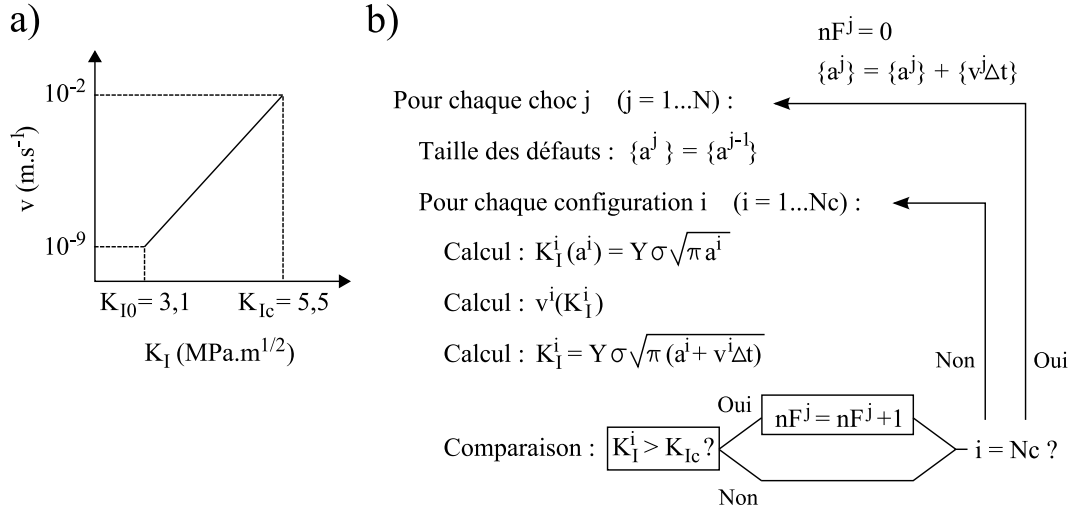 a)
10⁻²
v (m.s⁻¹)
10⁻⁹
K_I0 = 3,1
K_Ic = 5,5
K_I (MPa.m^1/2)
b)
nF^j = 0
{a^j} = {a^j} + {v^jΔt}
Pour chaque choc j (j = 1...N) :
Taille des défauts : {a^j } = {a^j-1}
Pour chaque configuration i (i = 1...Nc) :
Calcul : K_I^i (a^i) = Y σ √(π a^i)
Calcul : v^i(K_I^i)
Calcul : K_I^i = Y σ √(π (a^i + v^iΔt))
Non
Oui
Oui
nF^j = nF^j +1
Comparaison : K_I^i > K_Ic ?
i = Nc ?
Non